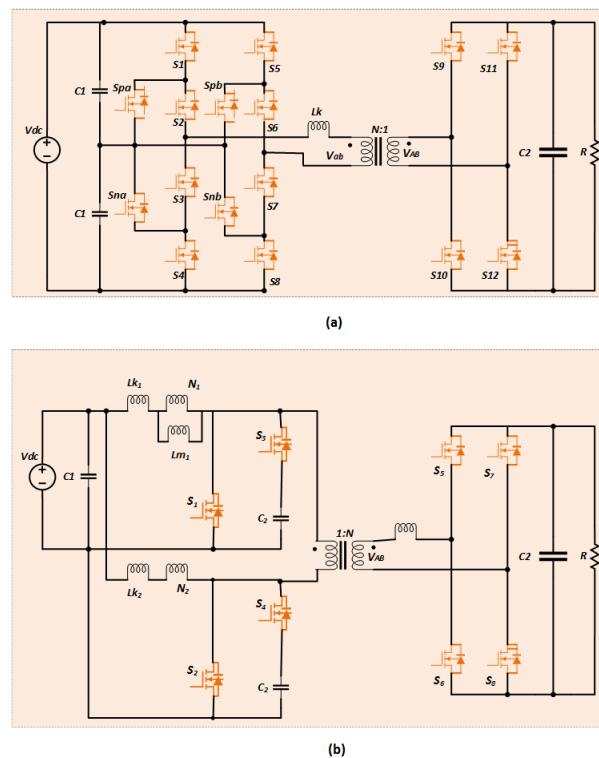 S1
S5
C1
Spa
Spb
S2
S6
Vdc
Lk
N:1
Vab
VAB
S9
S11
C2
R
Sna
Snb
S3
S7
C1
S4
S8
S10
S12
(a)
Lk1
N1
Lm1
S3
Vdc
C1
S1
C2
1:N
VAB
S5
S7
C2
R
Lk2
N2
S4
S2
C2
S6
S8
(b)